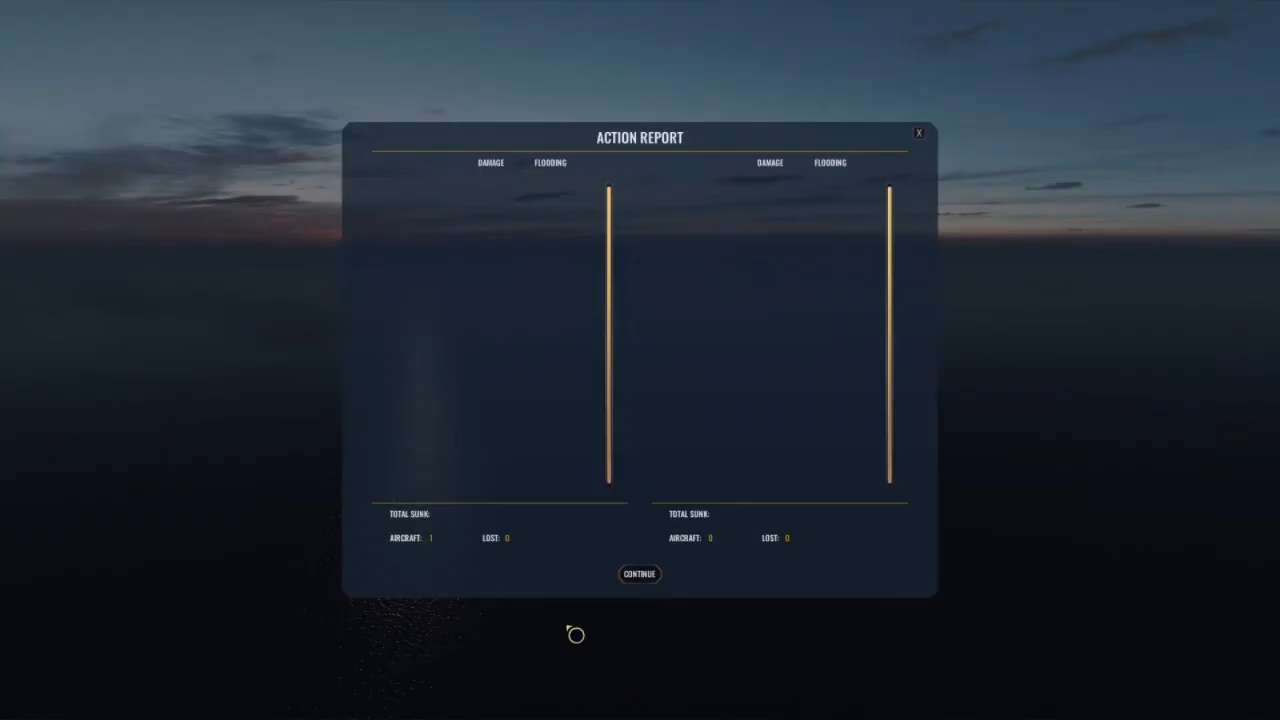 ACTION REPORT
X
DAMAGE FLOODING DAMAGE FLOODING
TOTAL SUNK: TOTAL SUNK:
AIRCRAFT: 1 LOST: 0 AIRCRAFT: 0 LOST: 0
CONTINUE